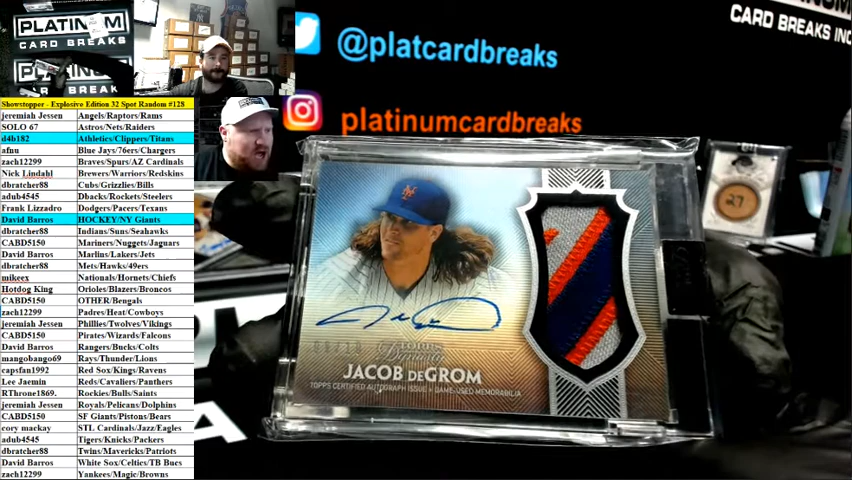 PLATINUM
CARD BREAKS
PLATINUM
CARD BREAKS
@platcardbreaks
platinumcardbreaks
CARD BREAKS INC
27
Showstopper - Explosive Edition 32 Spot Random #128
jeremiah Jessen Angels/Raptors/Rams
SOLO 67 Astros/Nets/Raiders
d4b182 Athletics/Clippers/Titans
afnu Blue Jays/76ers/Chargers
zach12299 Braves/Spurs/AZ Cardinals
Nick Lindahl Brewers/Warriors/Redskins
dbratcher88 Cubs/Grizzlies/Bills
adub4545 Dbacks/Rockets/Steelers
Frank Lizzadro Dodgers/Pacers/Texans
David Barros HOCKEY/NY Giants
dbratcher88 Indians/Suns/Seahawks
CABD5150 Mariners/Nuggets/Jaguars
David Barros Marlins/Lakers/Jets
dbratcher88 Mets/Hawks/49ers
mikeex Nationals/Hornets/Chiefs
Hotdog King Orioles/Blazers/Broncos
CABD5150 OTHER/Bengals
zach12299 Padres/Heat/Cowboys
jeremiah Jessen Phillies/Twolves/Vikings
CABD5150 Pirates/Wizards/Falcons
David Barros Rangers/Bucks/Colts
mangobango69 Rays/Thunder/Lions
capsfan1992 Red Sox/Kings/Ravens
Lee Jaemin Reds/Cavaliers/Panthers
RThrone1869. Rockies/Bulls/Saints
jeremiah Jessen Royals/Pelicans/Dolphins
CABD5150 SF Giants/Pistons/Bears
cory mackay STL Cardinals/Jazz/Eagles
adub4545 Tigers/Knicks/Packers
dbratcher88 Twins/Mavericks/Patriots
David Barros White Sox/Celtics/TB Bucs
zach12299 Yankees/Magic/Browns
TOPPS
Dynasty
JACOB deGROM
TOPPS CERTIFIED AUTOGRAPH ISSUE • GAME-USED MEMORABILIA